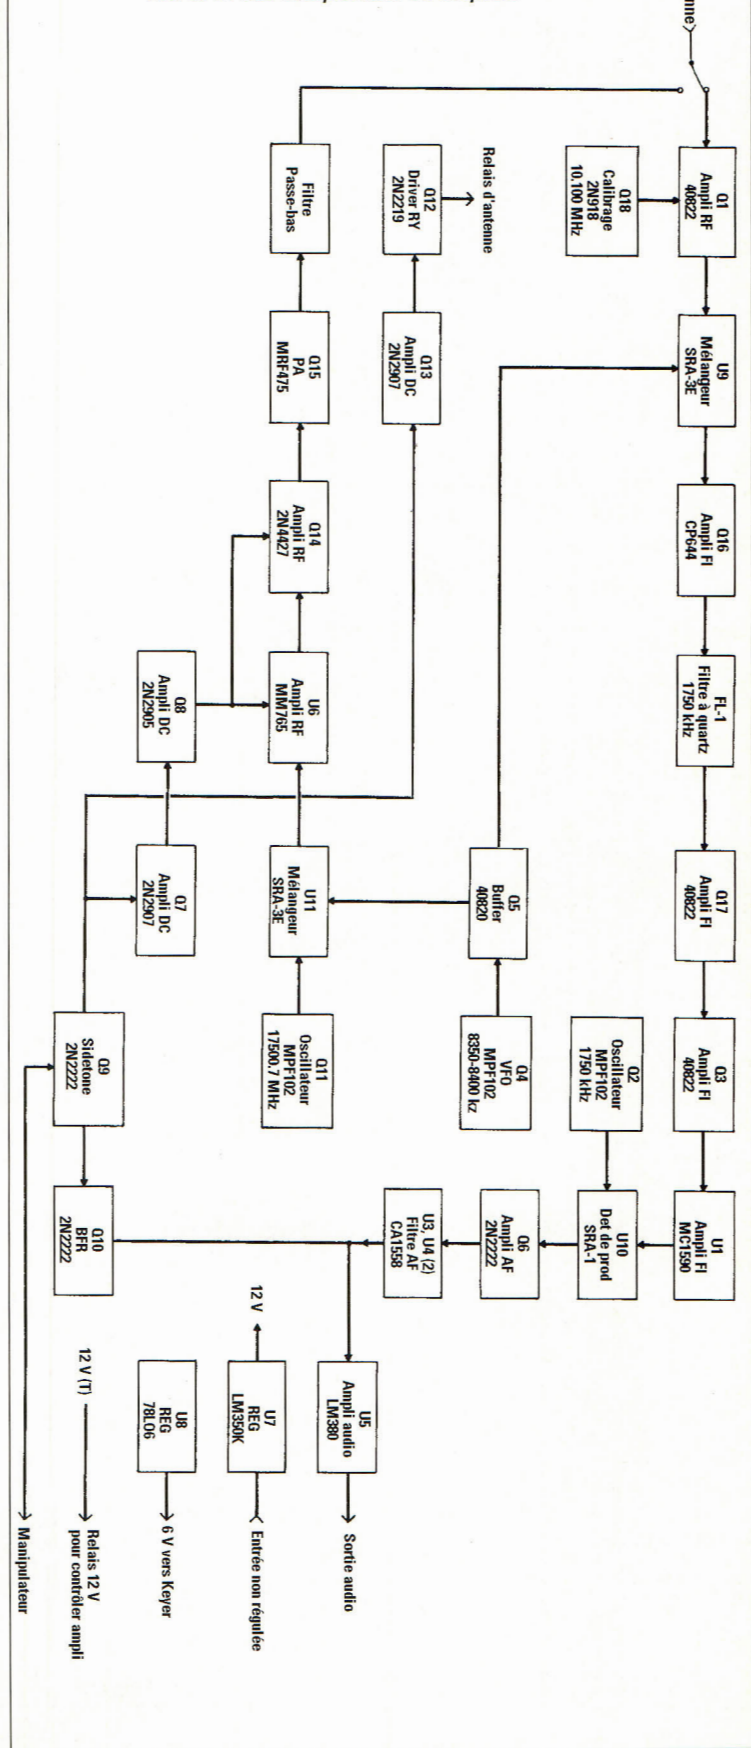 nne
Q1
Ampli RF
40822
U9
Mélangeur
SRA-3E
Q16
Ampli FI
CP644
FL-1
Filtre à quartz
1750 kHz
Q17
Ampli FI
40822
Q3
Ampli FI
40822
U1
Ampli FI
MC1590
Q18
Calibrage
2N918
10.100 MHz
Q2
Oscillateur
MPF102
1750 kHz
U10
Det de prod
SRA-1
Relais d'antenne
Q5
Buffer
40820
Q4
VFO
MPF102
8350-8400 kz
Q6
Ampli AF
2N2222
Q12
Driver RY
2N2219
Q13
Ampli DC
2N2907
U3, U4 (2)
Filtre AF
CA1558
Filtre
Passe-bas
Q15
PA
MRF475
Q14
Ampli RF
2N4427
U6
Ampli RF
MM765
U11
Mélangeur
SRA-3E
Q11
Oscillateur
MPF102
17500.7 MHz
U5
Ampli audio
LM380
Sortie audio
12 V
U7
REG
LM350K
Entrée non régulée
Q8
Ampli DC
2N2905
Q7
Ampli DC
2N2907
U8
REG
78L06
6 V vers Keyer
Q9
Sidetone
2N2222
Q10
BFR
2N2222
12 V (T)
Relais 12 V
pour contrôler ampli
Manipulateur